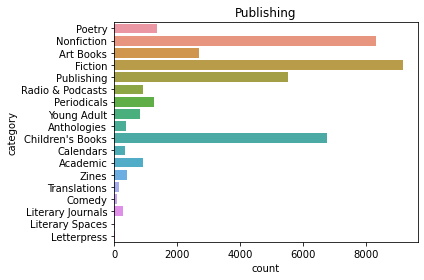 Publishing
Poetry
Nonfiction
Art Books
Fiction
Publishing
Radio & Podcasts
Periodicals
Young Adult
Anthologies
Children's Books
Calendars
Academic
Zines
Translations
Comedy
Literary Journals
Literary Spaces
Letterpress
category
0 2000 4000 6000 8000
count